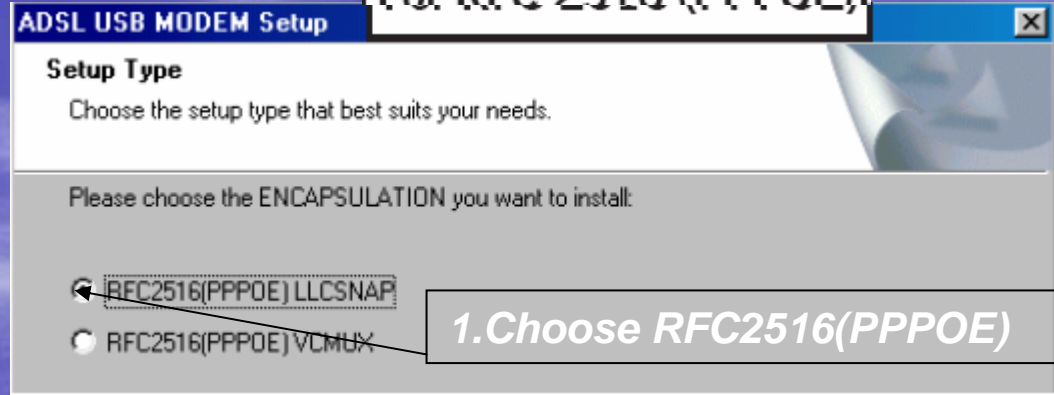 ADSL USB MODEM Setup
Setup Type
Choose the setup type that best suits your needs.
Please choose the ENCAPSULATION you want to install:
RFC2516(PPPOE) LLCSNAP
RFC2516(PPPOE) VCMUX
1.Choose RFC2516(PPPOE)